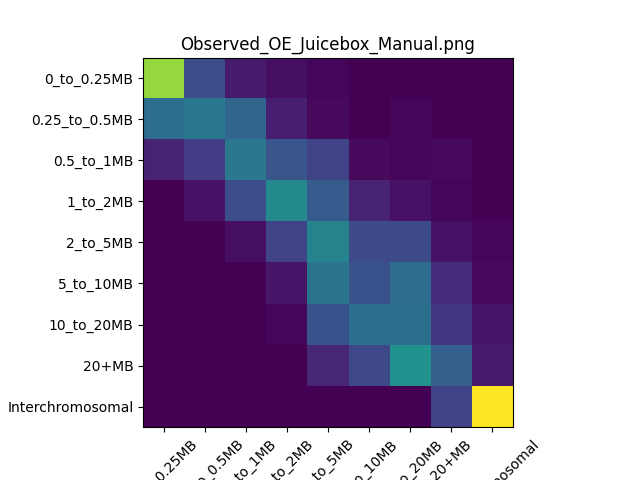 Observed_OE_Juicebox_Manual.png
0_to_0.25MB
0.25_to_0.5MB
0.5_to_1MB
1_to_2MB
2_to_5MB
5_to_10MB
10_to_20MB
20+MB
Interchromosomal
0.25MB
0.5MB
to_1MB
to_2MB
to_5MB
10MB
20MB
20+MB
osomal